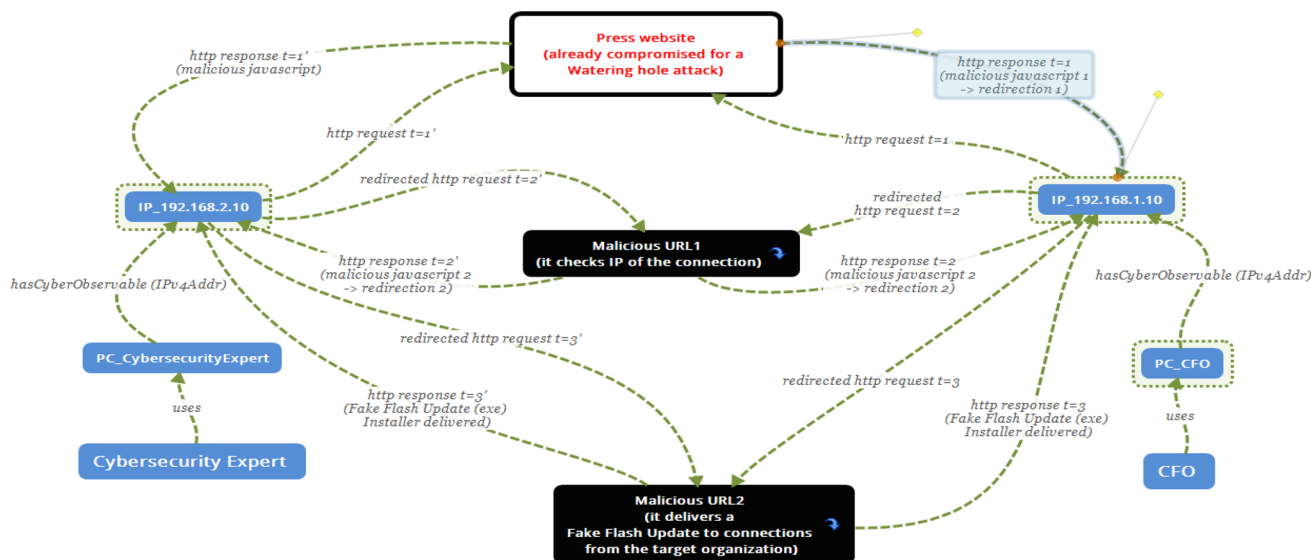 Press website
(already compromised for a
Watering hole attack)
http response t=1'
(malicious javascript)
http response t=1
(malicious javascript 1
-> redirection 1)
http request t=1'
http request t=1
redirected http request t=2'
redirected
http request t=2
IP_192.168.2.10
IP_192.168.1.10
Malicious URL1
(it checks IP of the connection)
http response t=2'
(malicious javascript 2
-> redirection 2)
http response t=2
(malicious javascript 2
-> redirection 2)
hasCyberObservable (IPv4Addr)
hasCyberObservable (IPv4Addr)
redirected http request t=3'
PC_CybersecurityExpert
PC_CFO
redirected http request t=3
uses
http response t=3'
(Fake Flash Update (exe)
Installer delivered)
http response t=3
(Fake Flash Update (exe)
Installer delivered)
uses
Cybersecurity Expert
CFO
Malicious URL2
(it delivers a
Fake Flash Update to connections
from the target organization)